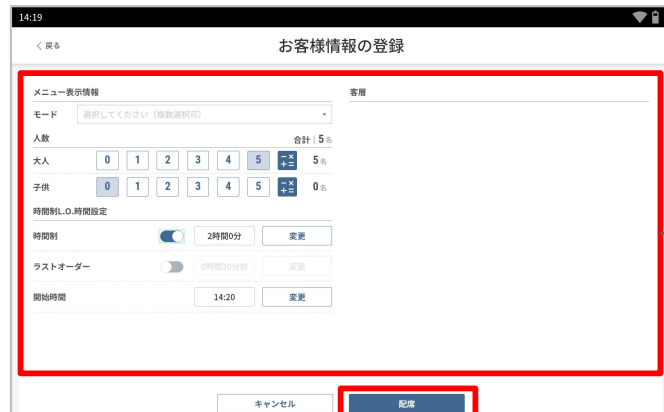 14:19
戻る
お客様情報の登録
メニュー表示情報
客層
モード 選択してください（複数選択可）
人数 合計 5名
大人 0 1 2 3 4 5 5名
子供 0 1 2 3 4 5 0名
時間制L.O.時間設定
時間制 2時間0分 変更
ラストオーダー 0時間30分前 変更
開始時間 14:20 変更
キャンセル 配席